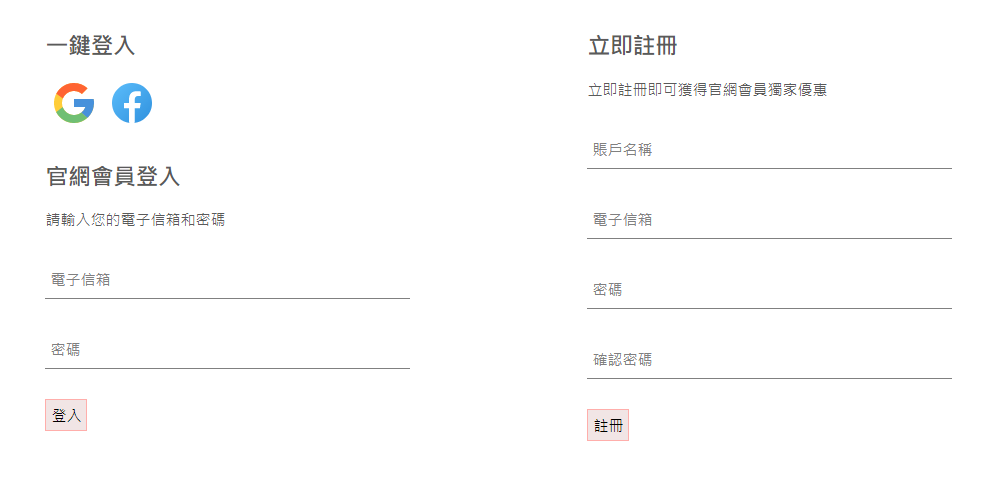 一鍵登入
官網會員登入
請輸入您的電子信箱和密碼
電子信箱
密碼
登入
立即註冊
立即註冊即可獲得官網會員獨家優惠
賬戶名稱
電子信箱
密碼
確認密碼
註冊